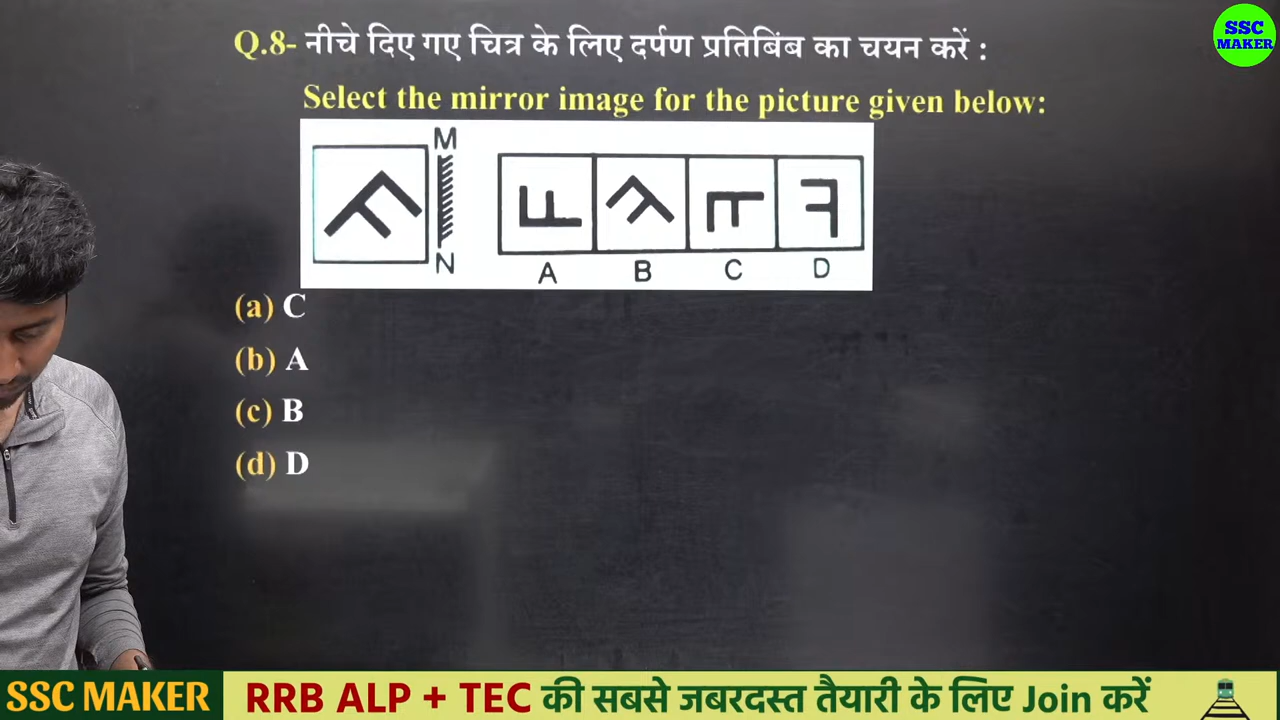 SSC
MAKER
Q.8- नीचे दिए गए चित्र के लिए दर्पण प्रतिबिंब का चयन करें :
Select the mirror image for the picture given below:
M
N
A B C D
(a) C
(b) A
(c) B
(d) D
SSC MAKER RRB ALP + TEC की सबसे जबरदस्त तैयारी के लिए Join करें